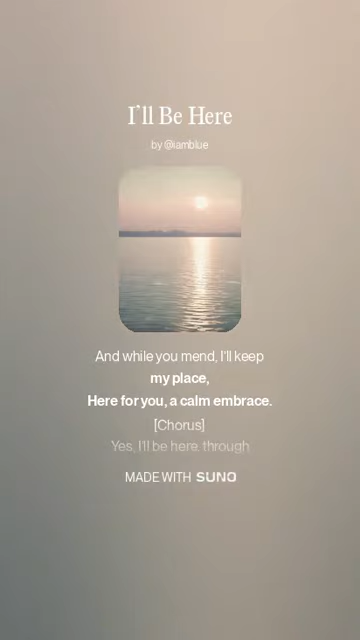 I'll Be Here
by @iamblue
And while you mend, I'll keep
my place,
Here for you, a calm embrace.
[Chorus]
Yes, I'll be here through
MADE WITH SUNO